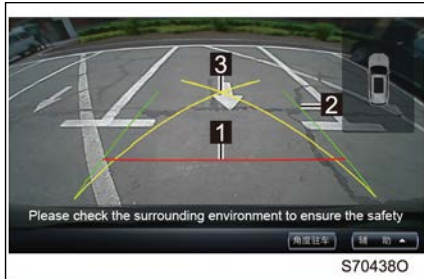 3
2
1
Please check the surrounding environment to ensure the safety
角度驻车
辅 助
S70438O